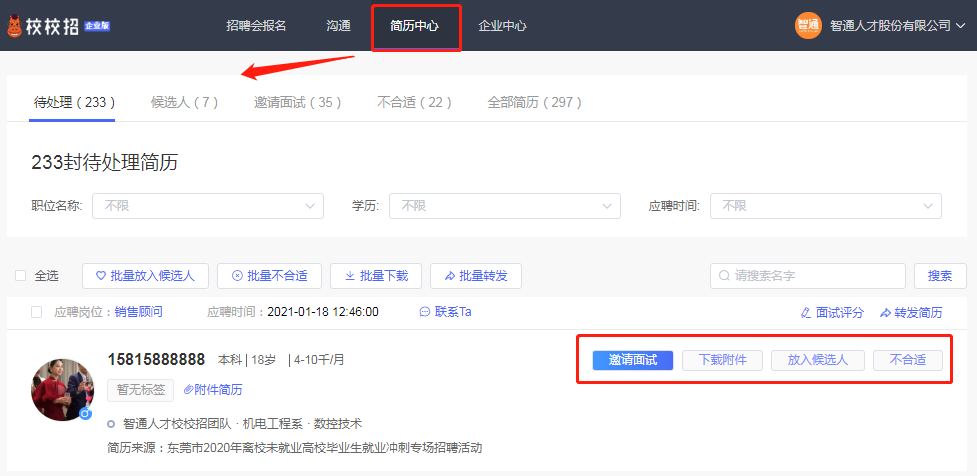 校校招 企业版 招聘会报名 沟通 简历中心 企业中心 智通 智通人才股份有限公司
待处理（233） 候选人（7） 邀请面试（35） 不合适（22） 全部简历（297）
233封待处理简历
职位名称: 不限 学历: 不限 应聘时间: 不限
全选 批量放入候选人 批量不合适 批量下载 批量转发 请搜索名字 搜索
应聘岗位：销售顾问 应聘时间：2021-01-18 12:46:00 联系Ta 面试评分 转发简历
15815888888 本科 | 18岁 | 4-10千/月 邀请面试 下载附件 放入候选人 不合适
暂无标签 附件简历
智通人才校校招团队 · 机电工程系 · 数控技术
简历来源：东莞市2020年离校未就业高校毕业生就业冲刺专场招聘活动